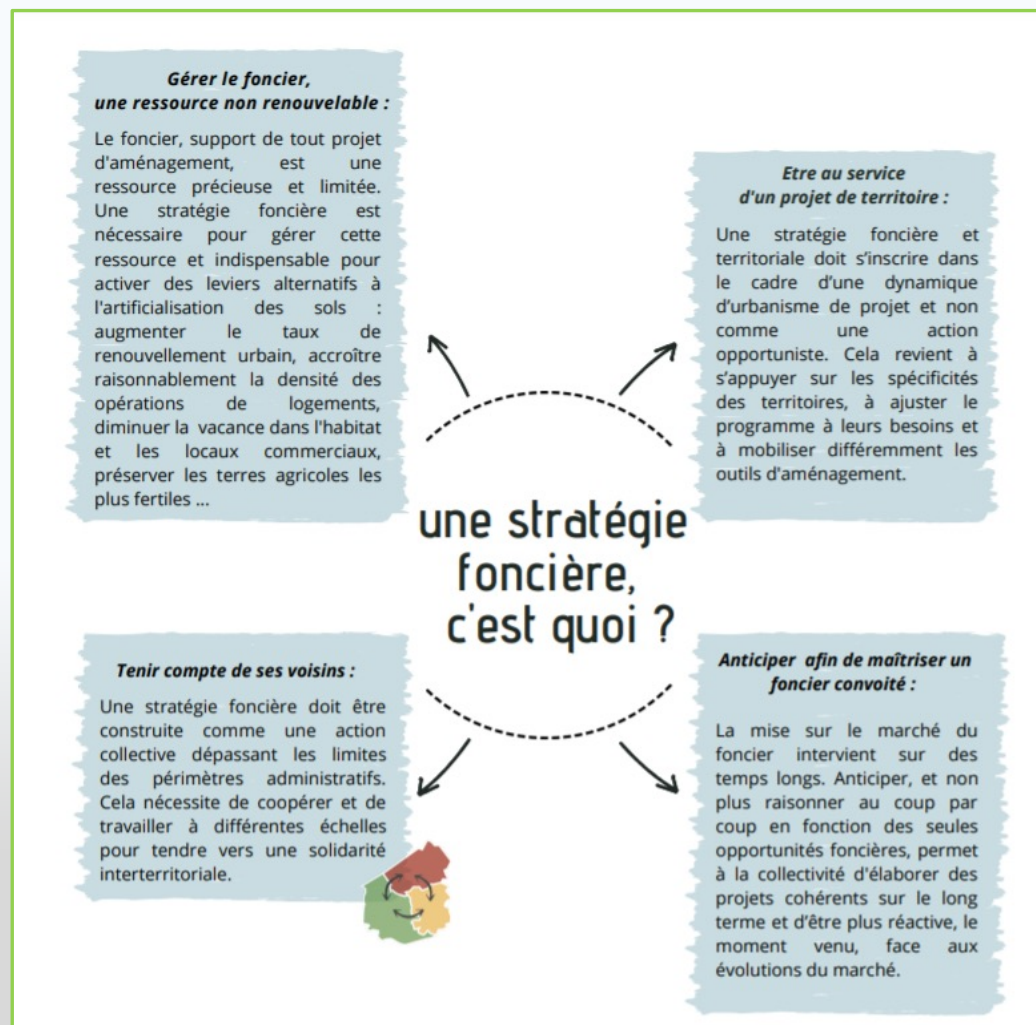 Gérer le foncier,
une ressource non renouvelable :
Le foncier, support de tout projet
d'aménagement, est une
ressource précieuse et limitée.
Une stratégie foncière est
nécessaire pour gérer cette
ressource et indispensable pour
activer des leviers alternatifs à
l'artificialisation des sols :
augmenter le taux de
renouvellement urbain, accroître
raisonnablement la densité des
opérations de logements,
diminuer la vacance dans l'habitat
et les locaux commerciaux,
préserver les terres agricoles les
plus fertiles ...
Etre au service
d'un projet de territoire :
Une stratégie foncière et
territoriale doit s’inscrire dans
le cadre d’une dynamique
d’urbanisme de projet et non
comme une action
opportuniste. Cela revient à
s’appuyer sur les spécificités
des territoires, à ajuster le
programme à leurs besoins et
à mobiliser différemment les
outils d'aménagement.
une stratégie
foncière,
c'est quoi ?
Tenir compte de ses voisins :
Une stratégie foncière doit être
construite comme une action
collective dépassant les limites
des périmètres administratifs.
Cela nécessite de coopérer et de
travailler à différentes échelles
pour tendre vers une solidarité
interterritoriale.
Anticiper afin de maîtriser un
foncier convoité :
La mise sur le marché du
foncier intervient sur des
temps longs. Anticiper, et non
plus raisonner au coup par
coup en fonction des seules
opportunités foncières, permet
à la collectivité d'élaborer des
projets cohérents sur le long
terme et d’être plus réactive, le
moment venu, face aux
évolutions du marché.